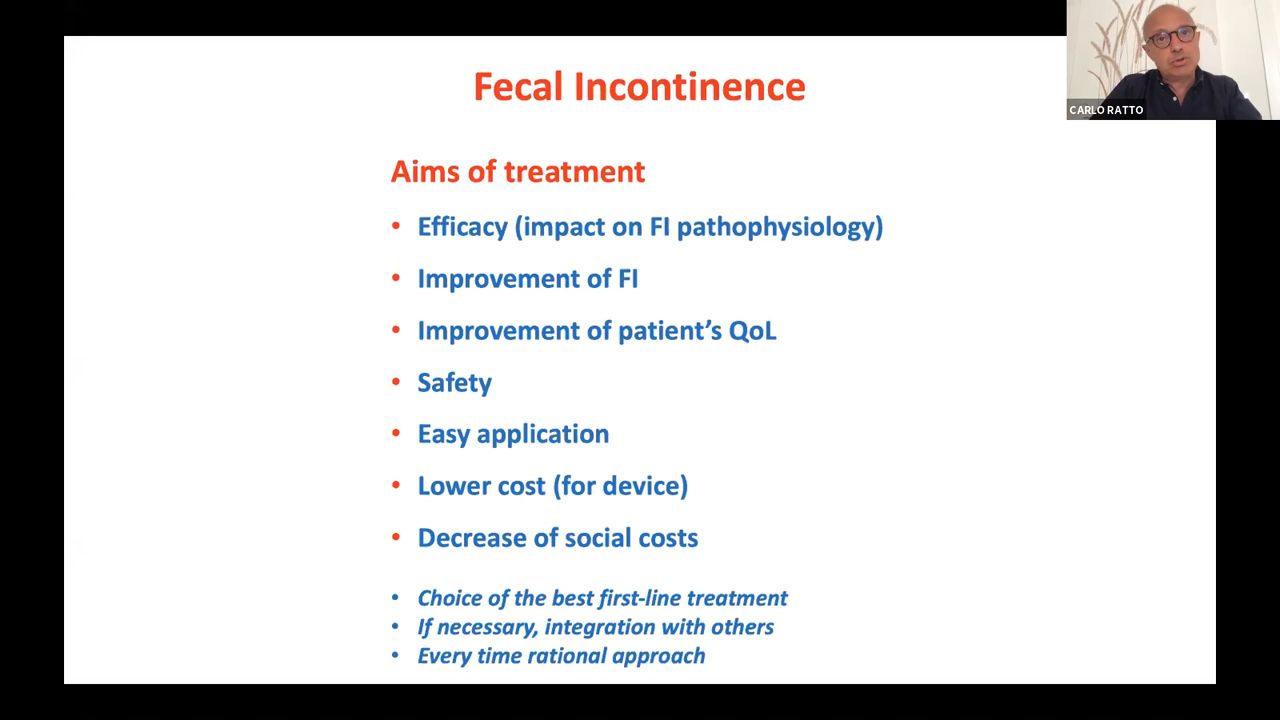 Fecal Incontinence
CARLO RATTO
Aims of treatment
• Efficacy (impact on FI pathophysiology)
• Improvement of FI
• Improvement of patient’s QoL
• Safety
• Easy application
• Lower cost (for device)
• Decrease of social costs
• Choice of the best first-line treatment
• If necessary, integration with others
• Every time rational approach